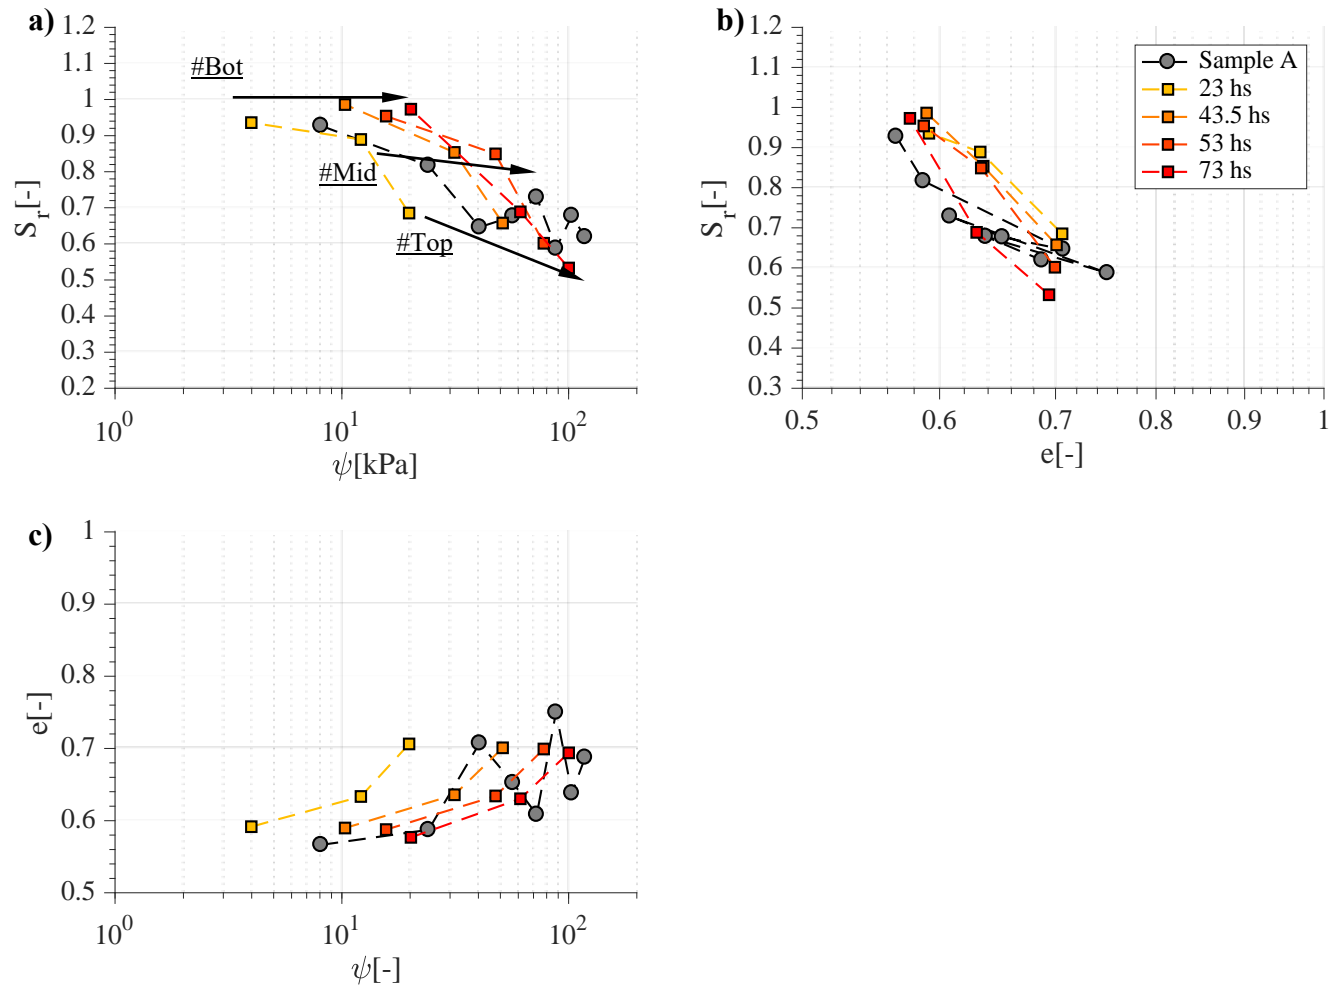 a)
1.2
1.1
1
0.9
0.8
0.7
0.6
0.5
0.4
0.3
0.2
S_r[-]
#Bot
#Mid
#Top
10^0
10^1
10^2
ψ[kPa]
b)
1.2
1.1
1
0.9
0.8
0.7
0.6
0.5
0.4
0.3
S_r[-]
Sample A
23 hs
43.5 hs
53 hs
73 hs
0.5
0.6
0.7
0.8
0.9
1
e[-]
c)
1
0.9
0.8
0.7
0.6
0.5
e[-]
10^0
10^1
10^2
ψ[-]